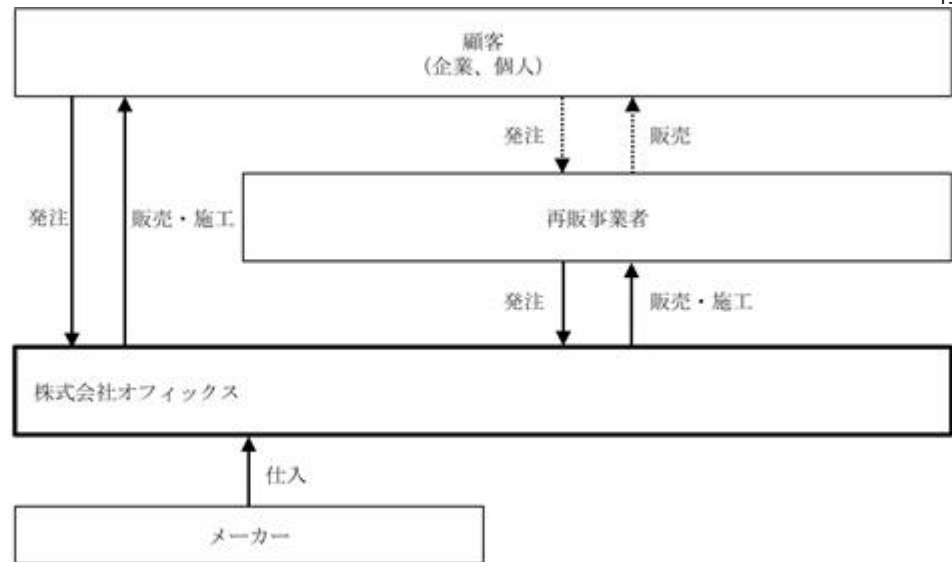 顧客
（企業、個人）
発注
販売
発注
販売・施工
再販事業者
発注
販売・施工
株式会社オフィックス
仕入
メーカー